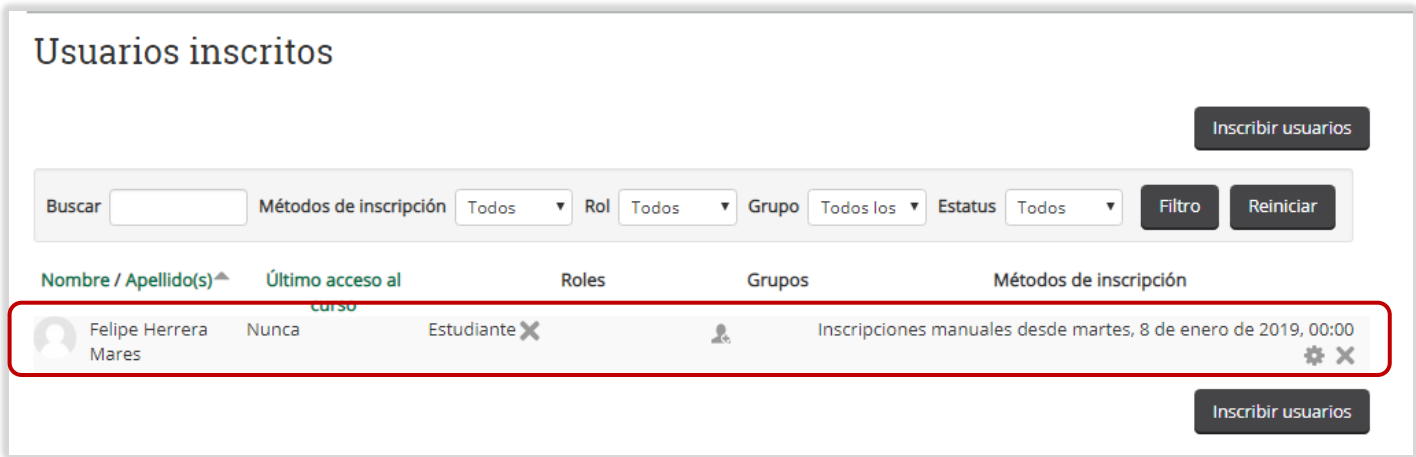 Usuarios inscritos
Inscribir usuarios
Buscar Métodos de inscripción Todos Rol Todos Grupo Todos los Estatus Todos Filtro Reiniciar
Nombre / Apellido(s) Último acceso al curso Roles Grupos Métodos de inscripción
Felipe Herrera Mares Nunca Estudiante Inscripciones manuales desde martes, 8 de enero de 2019, 00:00
Inscribir usuarios